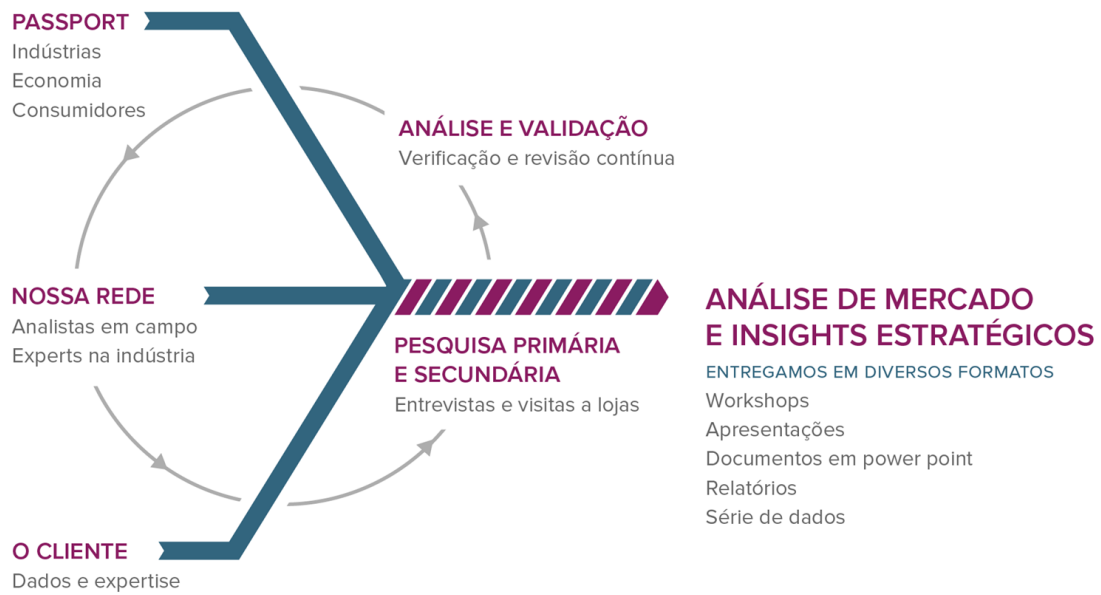 PASSPORT
Indústrias
Economia
Consumidores
ANÁLISE E VALIDAÇÃO
Verificação e revisão contínua
NOSSA REDE
Analistas em campo
Experts na indústria
PESQUISA PRIMÁRIA
E SECUNDÁRIA
Entrevistas e visitas a lojas
O CLIENTE
Dados e expertise
ANÁLISE DE MERCADO
E INSIGHTS ESTRATÉGICOS
ENTREGAMOS EM DIVERSOS FORMATOS
Workshops
Apresentações
Documentos em power point
Relatórios
Série de dados